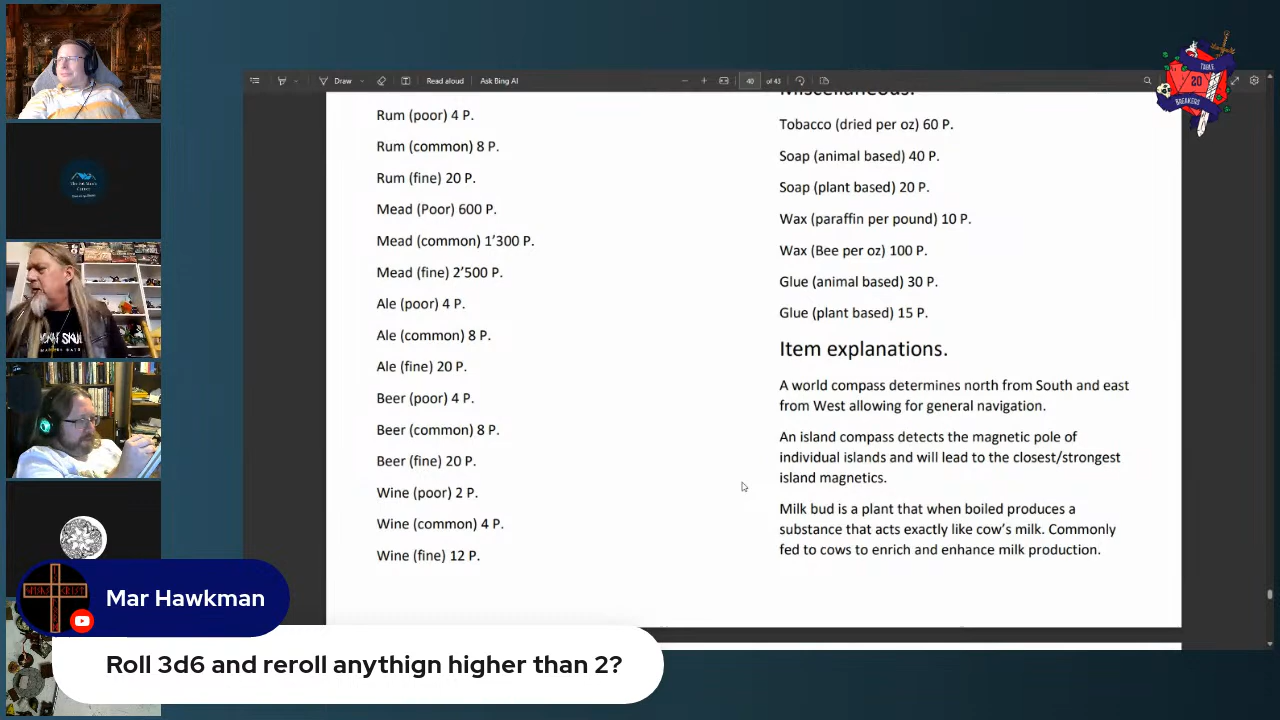 Draw
Read aloud
Ask Bing AI
40
of 43
TAKE
20
BREAKERS
Rum (poor) 4 P.
Rum (common) 8 P.
Rum (fine) 20 P.
Mead (Poor) 600 P.
Mead (common) 1’300 P.
Mead (fine) 2’500 P.
Ale (poor) 4 P.
Ale (common) 8 P.
Ale (fine) 20 P.
Beer (poor) 4 P.
Beer (common) 8 P.
Beer (fine) 20 P.
Wine (poor) 2 P.
Wine (common) 4 P.
Wine (fine) 12 P.
Miscellaneous.
Tobacco (dried per oz) 60 P.
Soap (animal based) 40 P.
Soap (plant based) 20 P.
Wax (paraffin per pound) 10 P.
Wax (Bee per oz) 100 P.
Glue (animal based) 30 P.
Glue (plant based) 15 P.
Item explanations.
A world compass determines north from South and east
from West allowing for general navigation.
An island compass detects the magnetic pole of
individual islands and will lead to the closest/strongest
island magnetics.
Milk bud is a plant that when boiled produces a
substance that acts exactly like cow’s milk. Commonly
fed to cows to enrich and enhance milk production.
Mar Hawkman
Roll 3d6 and reroll anythign higher than 2?